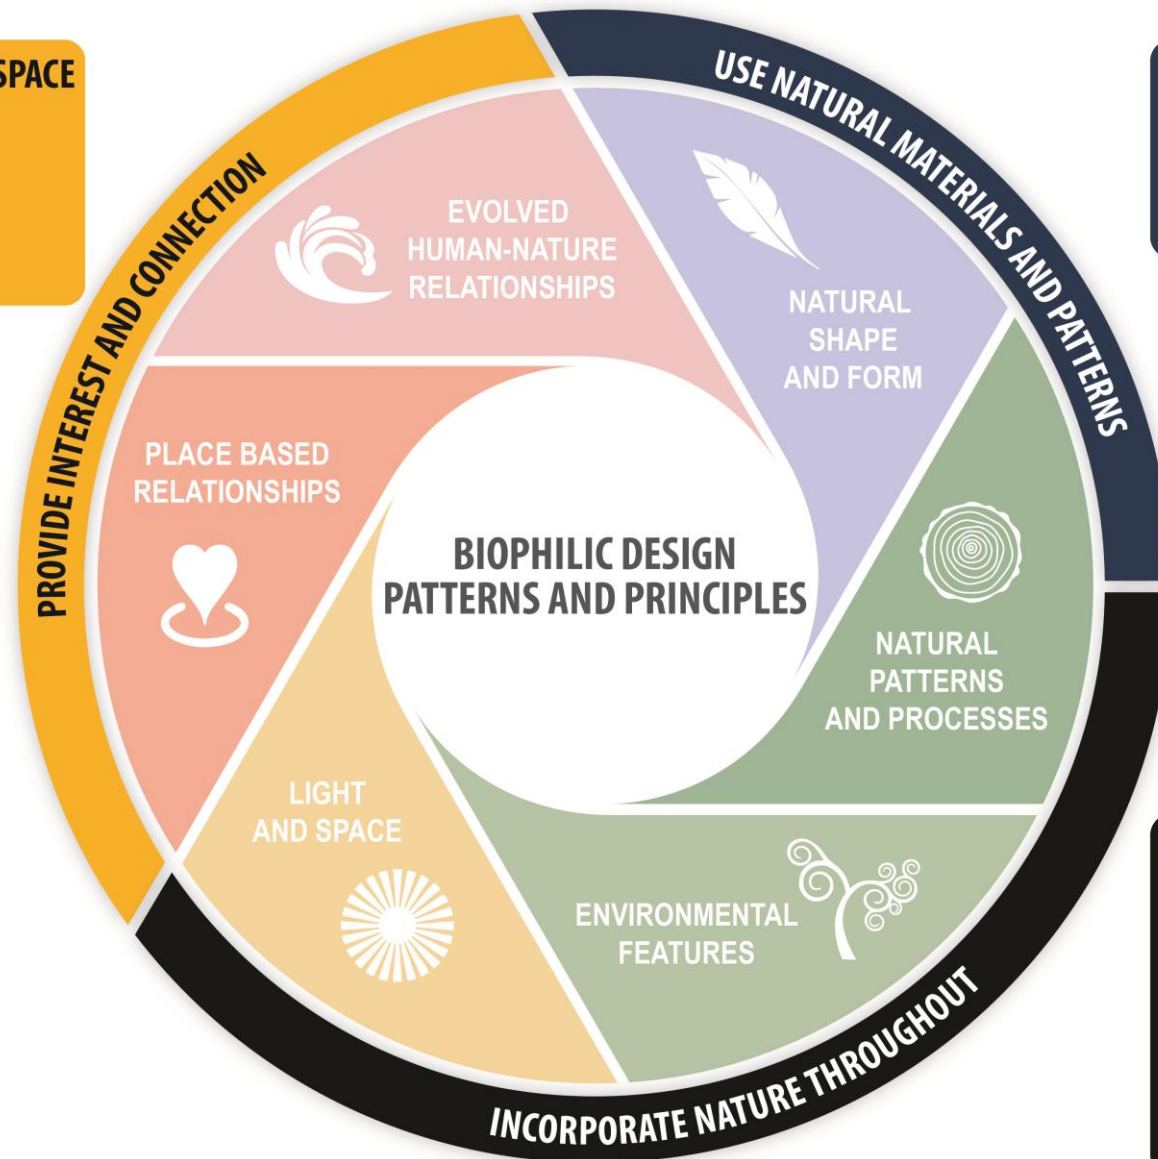 SPACE
PROVIDE INTEREST AND CONNECTION
USE NATURAL MATERIALS AND PATTERNS
EVOLVED
HUMAN-NATURE
RELATIONSHIPS
NATURAL
SHAPE
AND FORM
PLACE BASED
RELATIONSHIPS
BIOPHILIC DESIGN
PATTERNS AND PRINCIPLES
NATURAL
PATTERNS
AND PROCESSES
LIGHT
AND SPACE
ENVIRONMENTAL
FEATURES
INCORPORATE NATURE THROUGHOUT